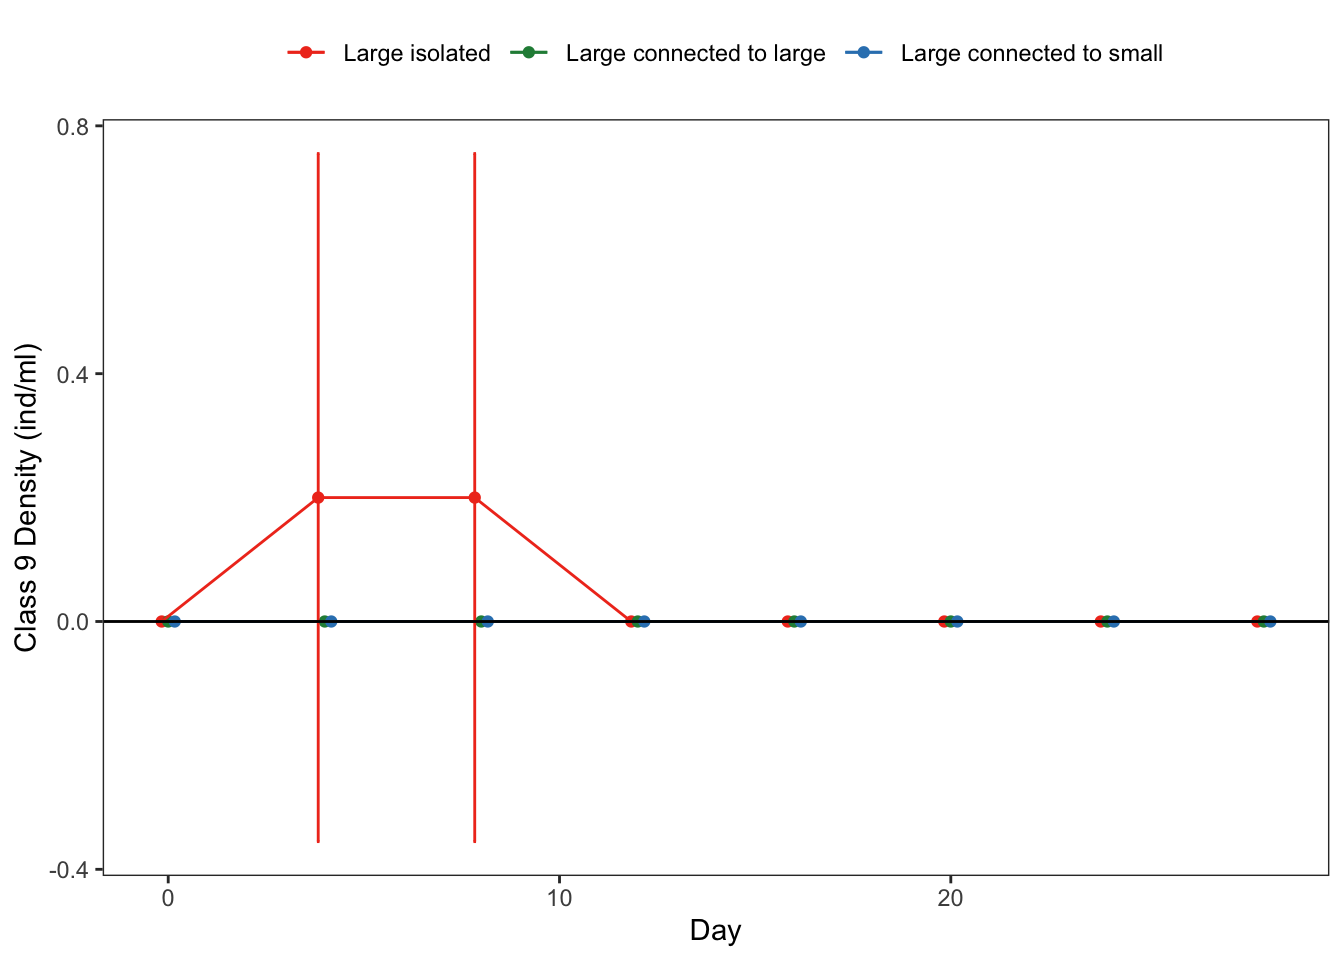 Large isolated Large connected to large Large connected to small
0.8
0.4
0.0
-0.4
Class 9 Density (ind/ml)
0 10 20
Day